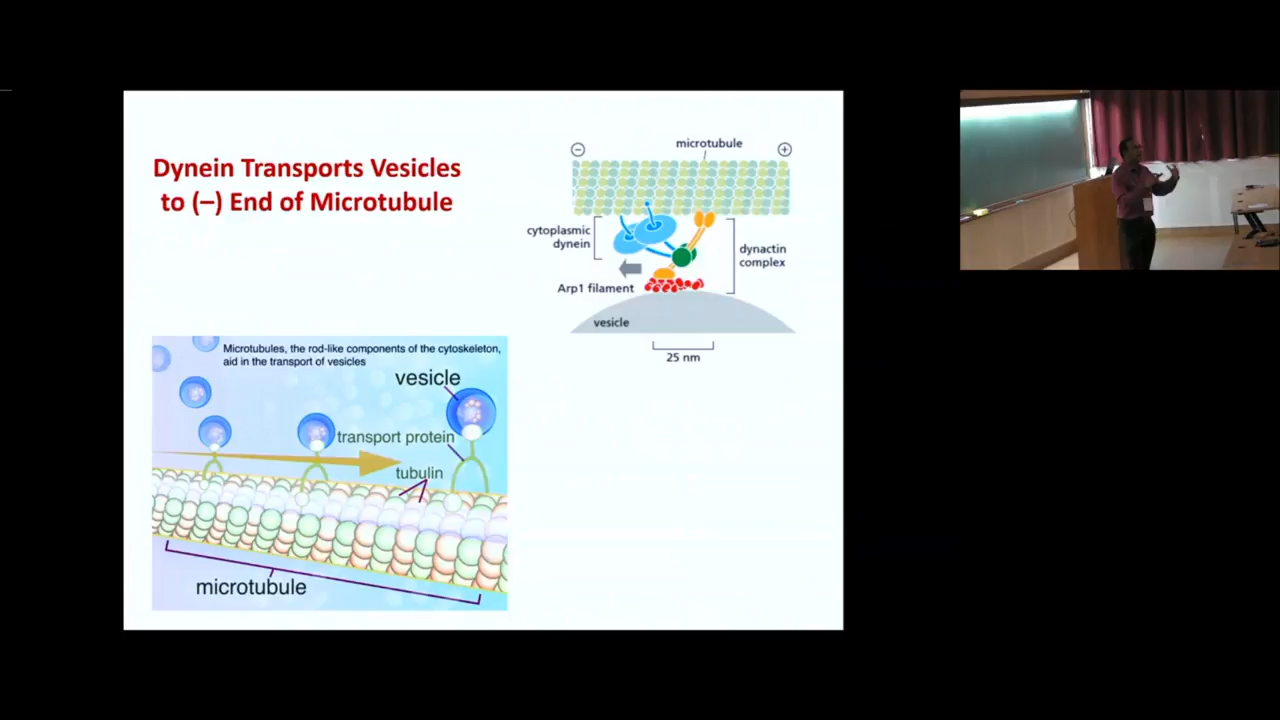 Dynein Transports Vesicles
to (–) End of Microtubule
microtubule
−
+
cytoplasmic
dynein
dynactin
complex
Arp1 filament
vesicle
25 nm
Microtubules, the rod-like components of the cytoskeleton,
aid in the transport of vesicles
vesicle
transport protein
tubulin
microtubule